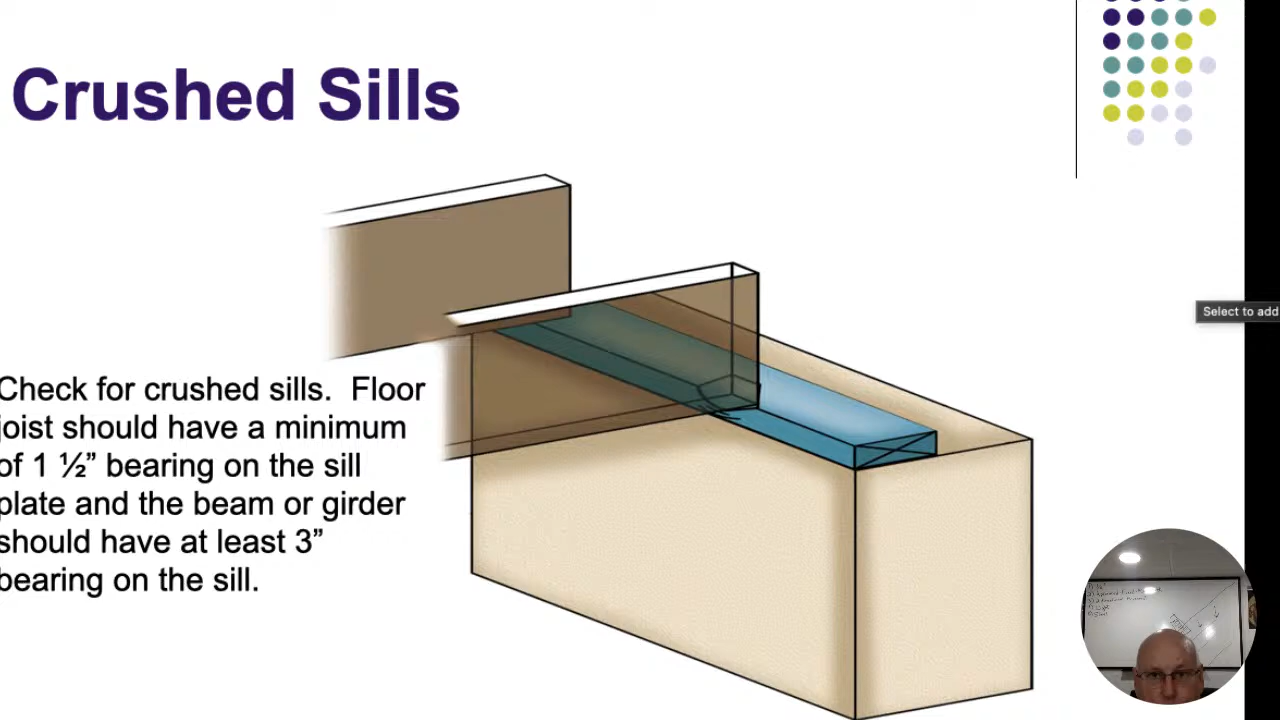 Crushed Sills
Select to add
Check for crushed sills.  Floor
joist should have a minimum
of 1 ½” bearing on the sill
plate and the beam or girder
should have at least 3”
bearing on the sill.